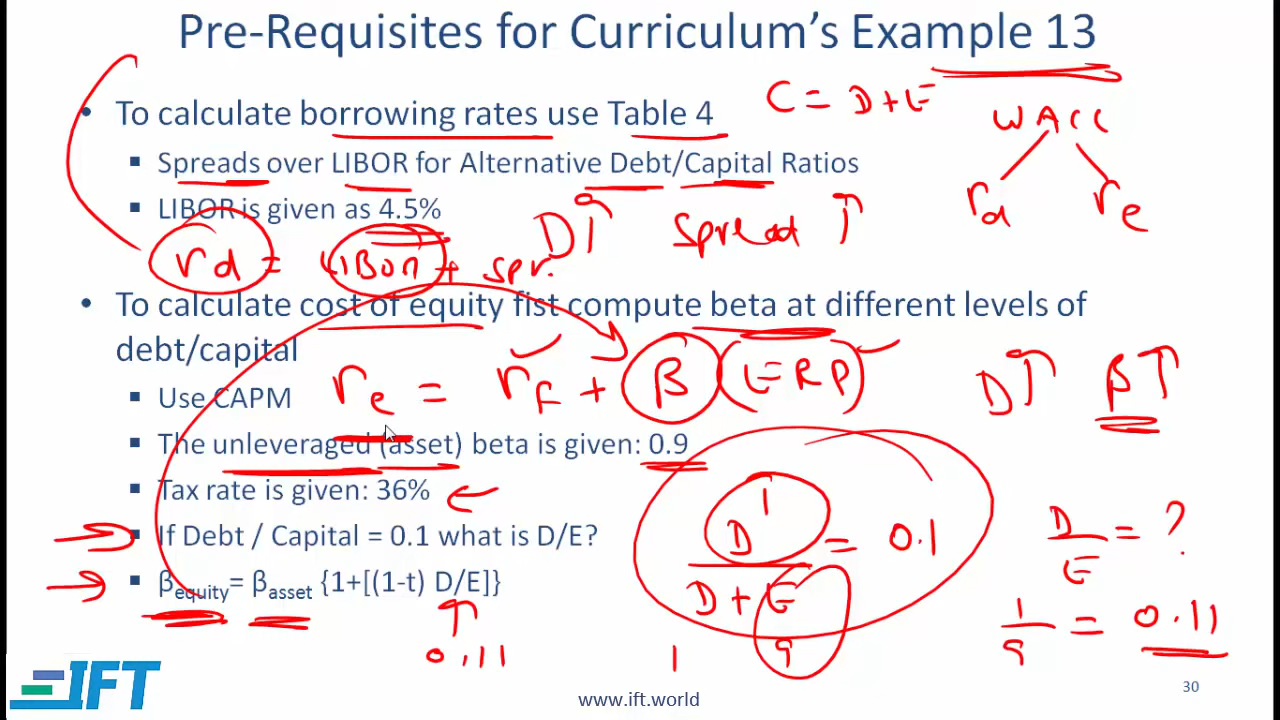 Pre-Requisites for Curriculum's Example 13
• To calculate borrowing rates use Table 4
C = D+E
WACC
rd re
▪ Spreads over LIBOR for Alternative Debt/Capital Ratios
▪ LIBOR is given as 4.5%
D↑ Spread ↑
rd = LIBOR + spr.
• To calculate cost of equity fist compute beta at different levels of
debt/capital
re = rF + β (ERP)
D↑ β↑
▪ Use CAPM
▪ The unleveraged (asset) beta is given: 0.9
▪ Tax rate is given: 36%
▪ If Debt / Capital = 0.1 what is D/E?
▪ βequity= βasset {1+[(1-t) D/E]}
0.11
D 1
D + E = 0.1
1 9
D/E = ?
1/9 = 0.11
IFT
www.ift.world
30